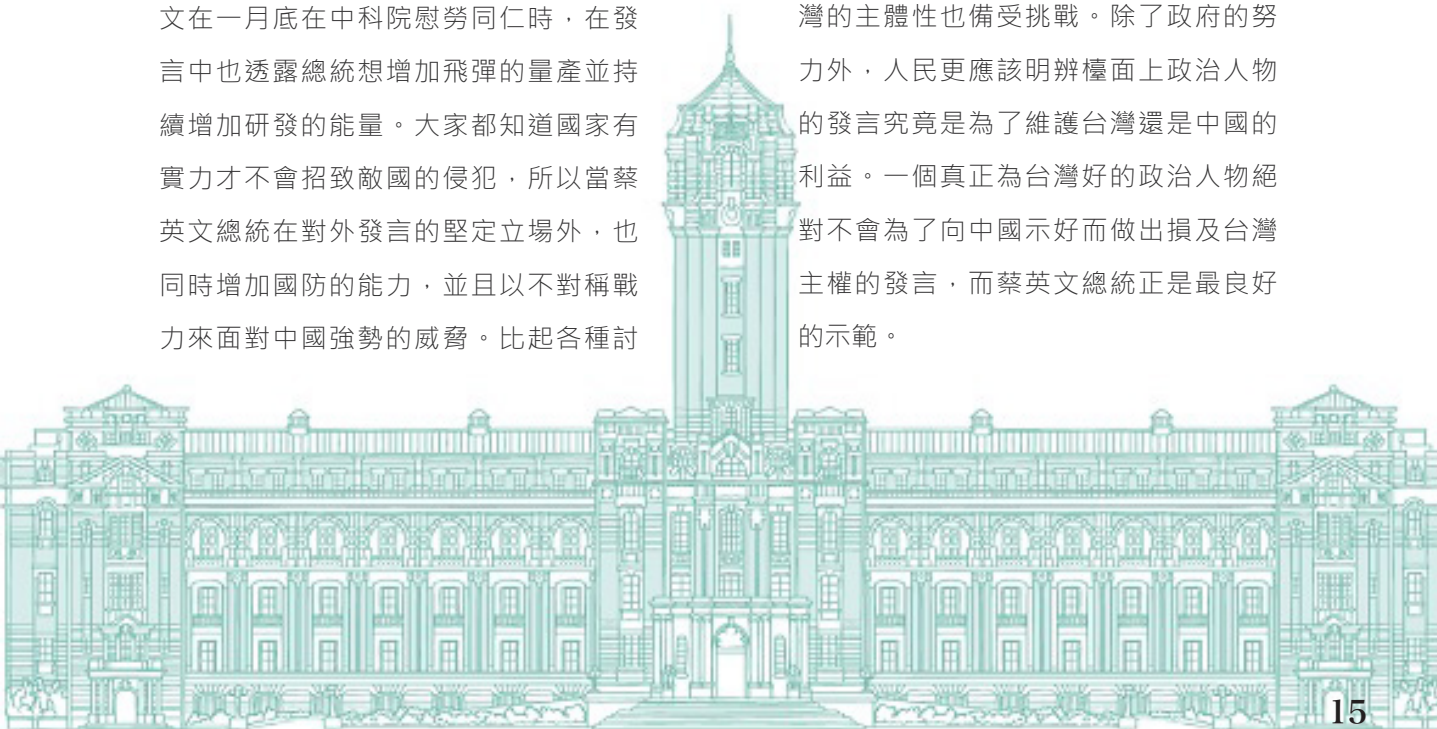 文在一月底在中科院慰勞同仁時，在發
言中也透露總統想增加飛彈的量產並持
續增加研發的能量。大家都知道國家有
實力才不會招致敵國的侵犯，所以當蔡
英文總統在對外發言的堅定立場外，也
同時增加國防的能力，並且以不對稱戰
力來面對中國強勢的威脅。比起各種討
灣的主體性也備受挑戰。除了政府的努
力外，人民更應該明辨檯面上政治人物
的發言究竟是為了維護台灣還是中國的
利益。一個真正為台灣好的政治人物絕
對不會為了向中國示好而做出損及台灣
主權的發言，而蔡英文總統正是最良好
的示範。
15